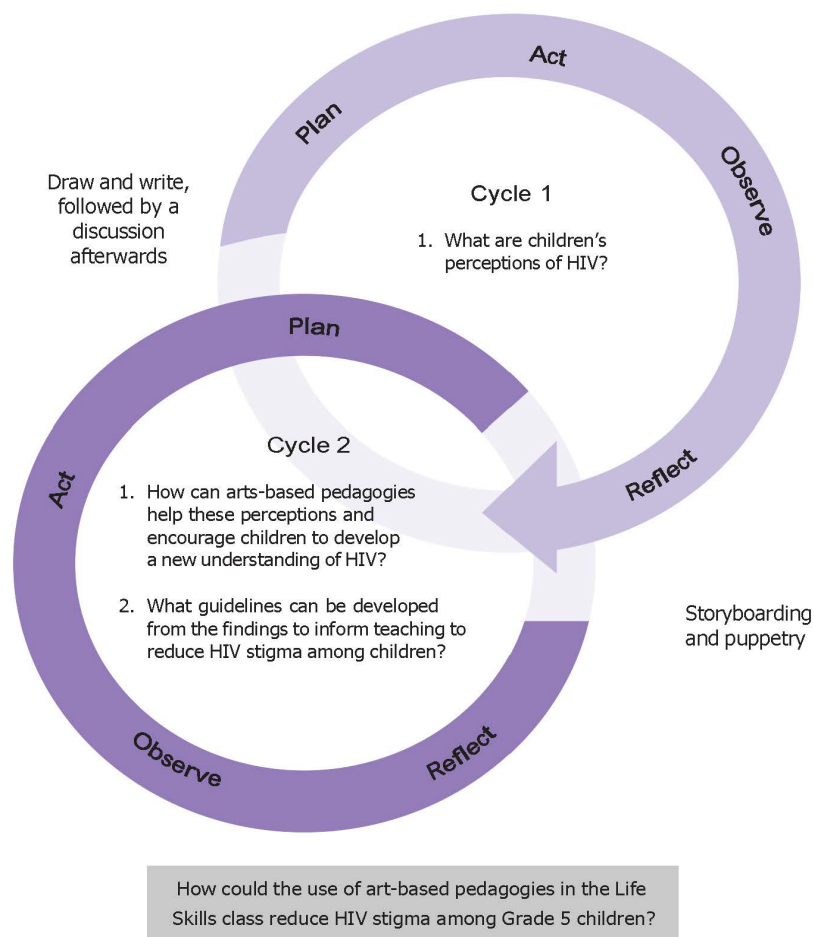 Plan
Act
Observe
Reflect
Draw and write,
followed by a
discussion
afterwards
Cycle 1
1. What are children’s
perceptions of HIV?
Plan
Act
Observe
Reflect
Cycle 2
1. How can arts-based pedagogies
help these perceptions and
encourage children to develop
a new understanding of HIV?
2. What guidelines can be developed
from the findings to inform teaching to
reduce HIV stigma among children?
Storyboarding
and puppetry
How could the use of art-based pedagogies in the Life
Skills class reduce HIV stigma among Grade 5 children?